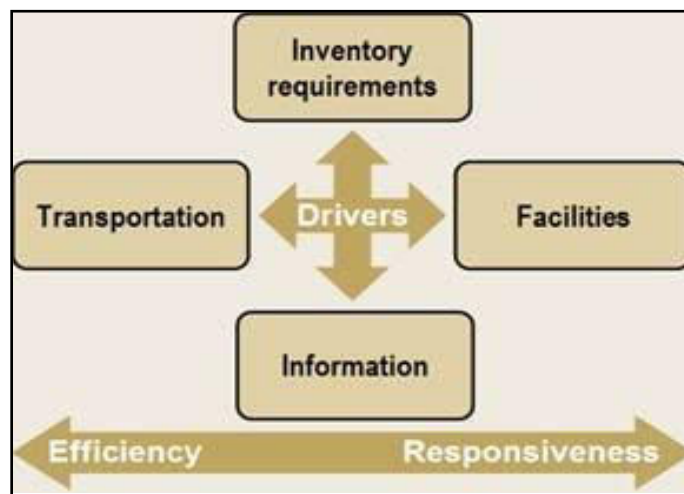 Inventory
requirements
Transportation
Drivers
Facilities
Information
Efficiency
Responsiveness